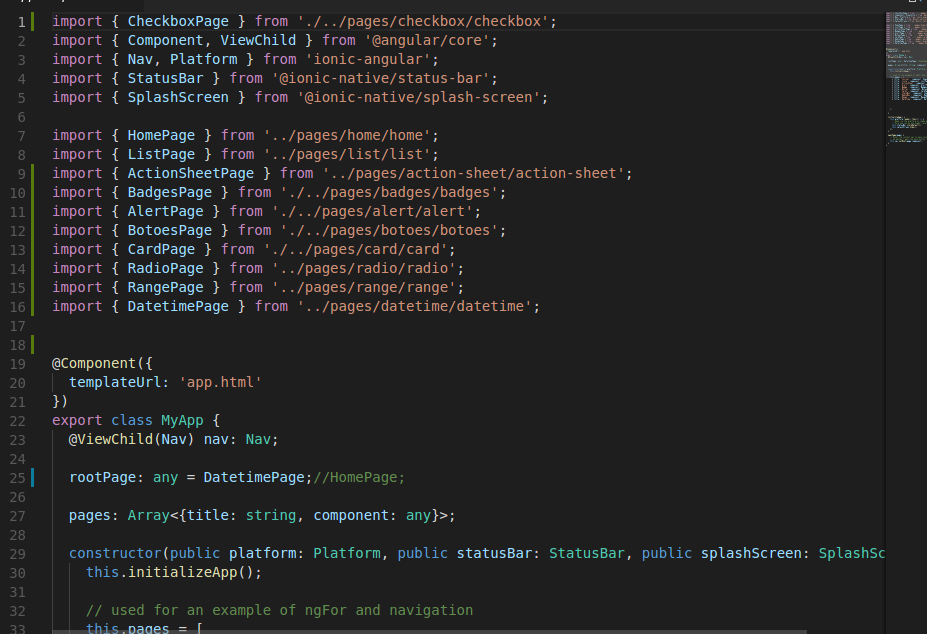 1 import { CheckboxPage } from './../pages/checkbox/checkbox';
2 import { Component, ViewChild } from '@angular/core';
3 import { Nav, Platform } from 'ionic-angular';
4 import { StatusBar } from '@ionic-native/status-bar';
5 import { SplashScreen } from '@ionic-native/splash-screen';
6
7 import { HomePage } from '../pages/home/home';
8 import { ListPage } from '../pages/list/list';
9 import { ActionSheetPage } from '../pages/action-sheet/action-sheet';
10 import { BadgesPage } from './../pages/badges/badges';
11 import { AlertPage } from './../pages/alert/alert';
12 import { BotoesPage } from './../pages/botoes/botoes';
13 import { CardPage } from './../pages/card/card';
14 import { RadioPage } from '../pages/radio/radio';
15 import { RangePage } from '../pages/range/range';
16 import { DatetimePage } from '../pages/datetime/datetime';
17
18
19 @Component({
20   templateUrl: 'app.html'
21 })
22 export class MyApp {
23   @ViewChild(Nav) nav: Nav;
24
25   rootPage: any = DatetimePage;//HomePage;
26
27   pages: Array<{title: string, component: any}>;
28
29   constructor(public platform: Platform, public statusBar: StatusBar, public splashScreen: SplashSc
30     this.initializeApp();
31
32     // used for an example of ngFor and navigation
33     this.pages = [